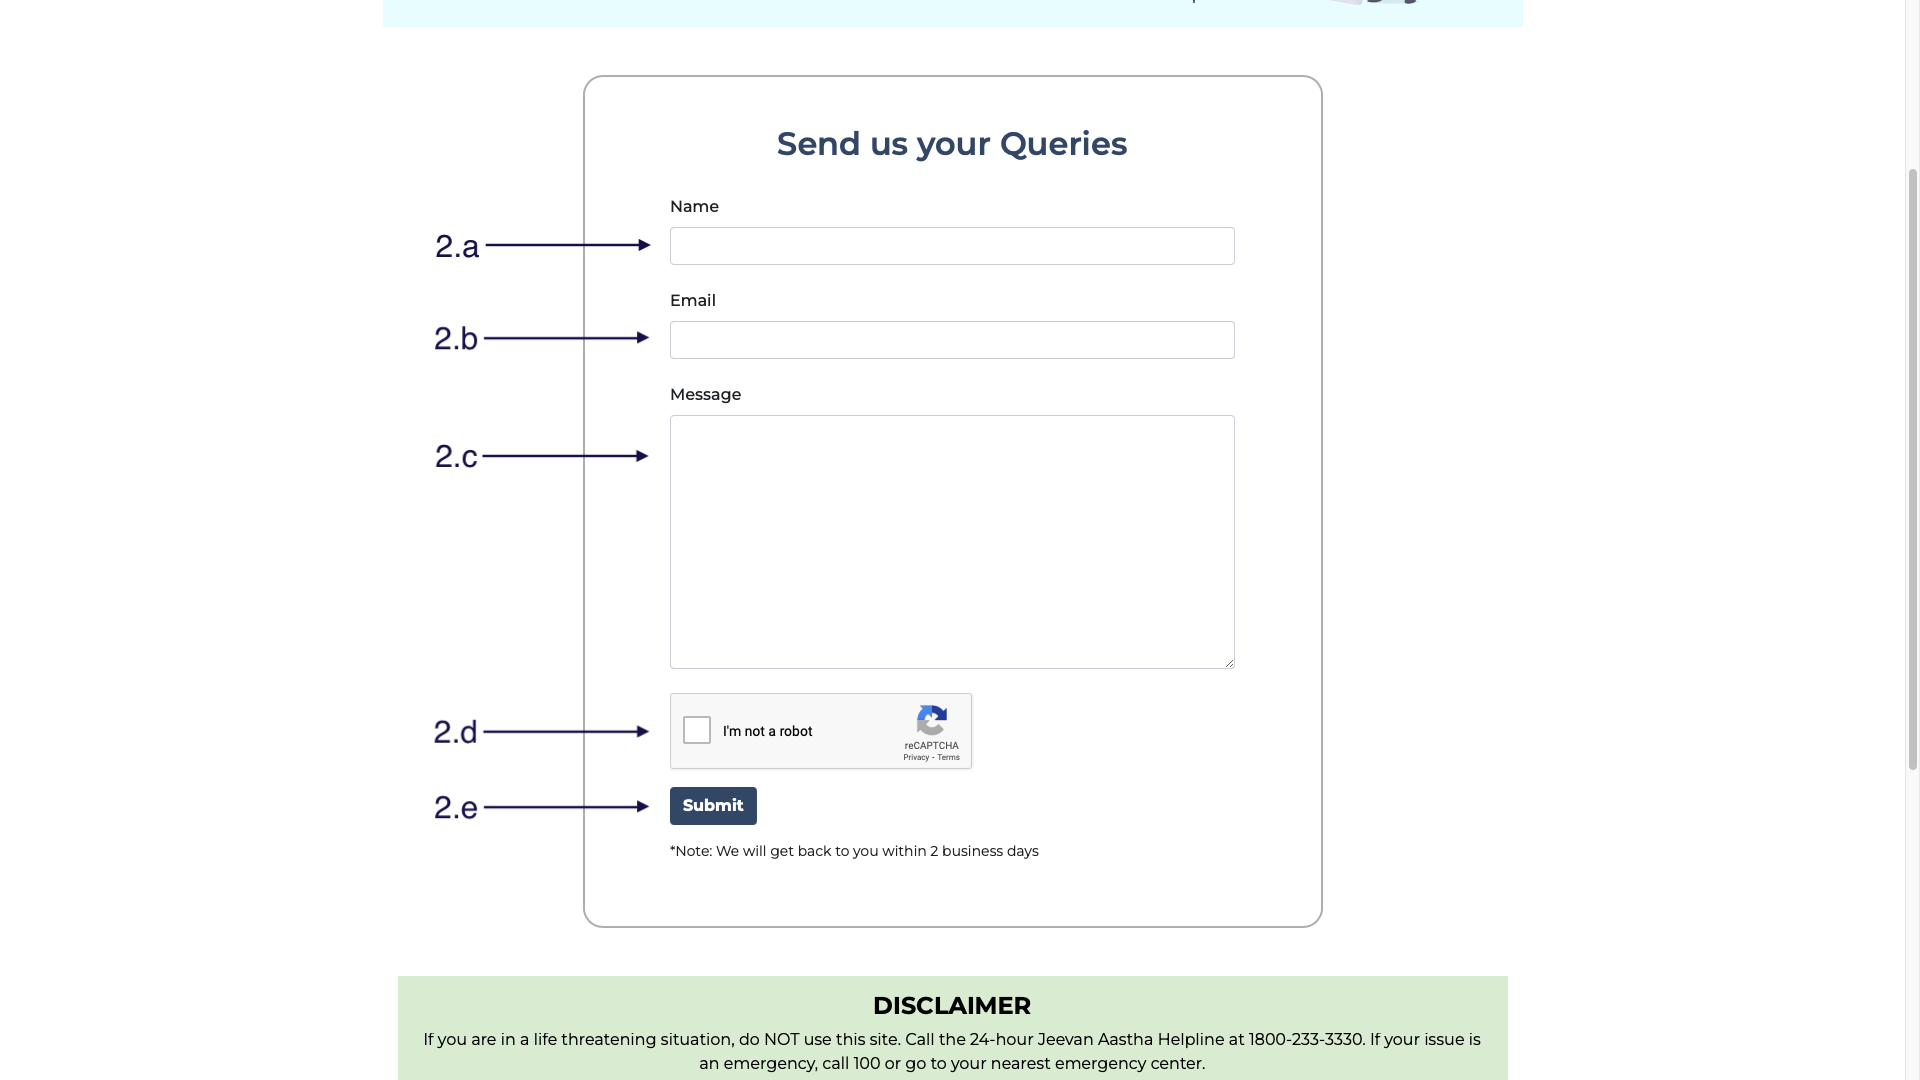 Send us your Queries
Name
2.a
Email
2.b
Message
2.c
2.d
I'm not a robot
reCAPTCHA
Privacy - Terms
2.e
Submit
*Note: We will get back to you within 2 business days
DISCLAIMER
If you are in a life threatening situation, do NOT use this site. Call the 24-hour Jeevan Aastha Helpline at 1800-233-3330. If your issue is
an emergency, call 100 or go to your nearest emergency center.